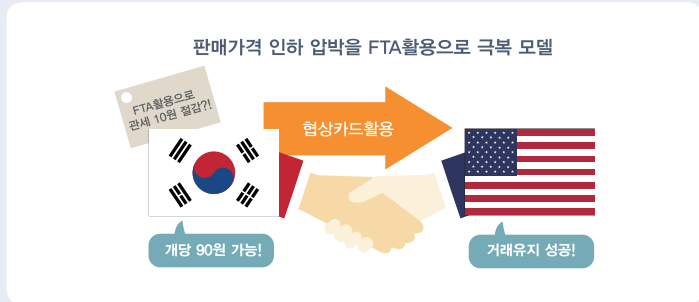 판매가격 인하 압박을 FTA활용으로 극복 모델
FTA활용으로
관세 10원 절감?!
협상카드활용
개당 90원 가능!
거래유지 성공!